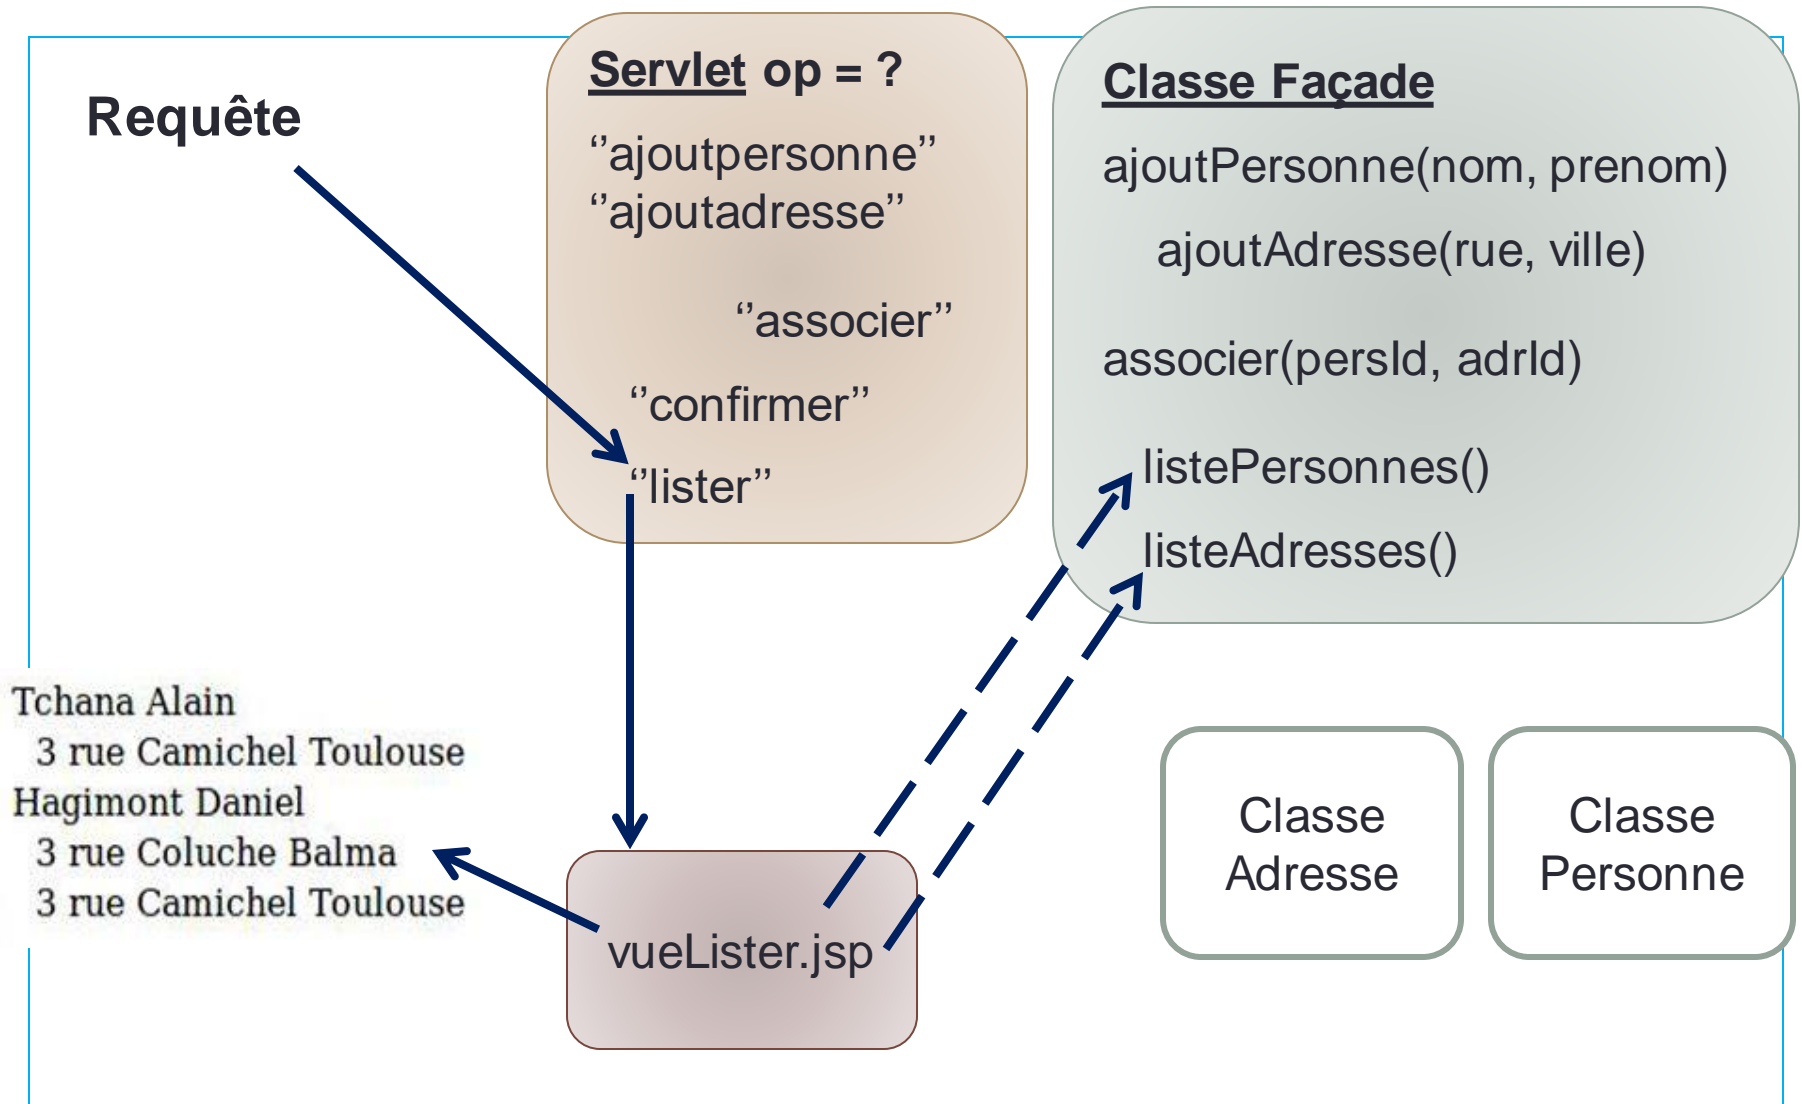 Requête
Servlet op = ?
‘’ajoutpersonne’’
‘’ajoutadresse’’
‘’associer’’
‘’confirmer’’
‘’lister’’
Classe Façade
ajoutPersonne(nom, prenom)
ajoutAdresse(rue, ville)
associer(persId, adrId)
listePersonnes()
listeAdresses()
Tchana Alain
3 rue Camichel Toulouse
Hagimont Daniel
3 rue Coluche Balma
3 rue Camichel Toulouse
vueLister.jsp
Classe
Adresse
Classe
Personne